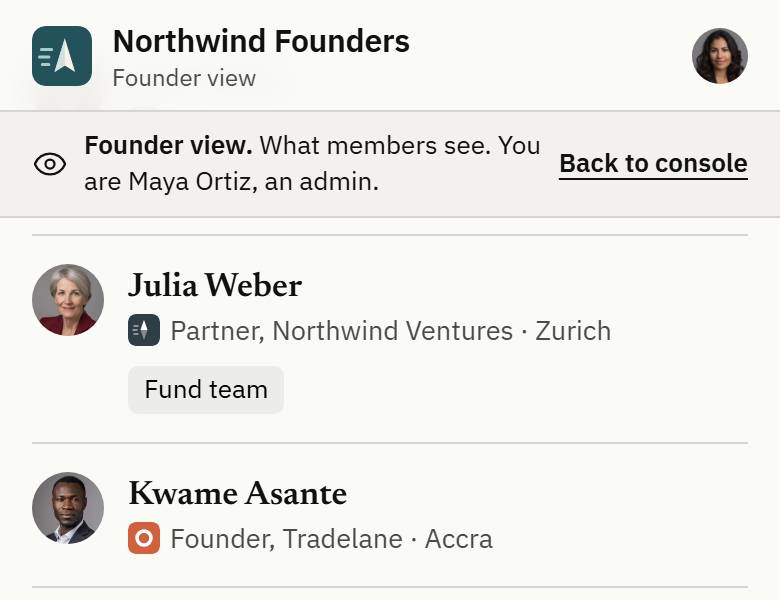 Northwind Founders
Founder view
Founder view. What members see. You
are Maya Ortiz, an admin.
Back to console
Julia Weber
Partner, Northwind Ventures · Zurich
Fund team
Kwame Asante
Founder, Tradelane · Accra